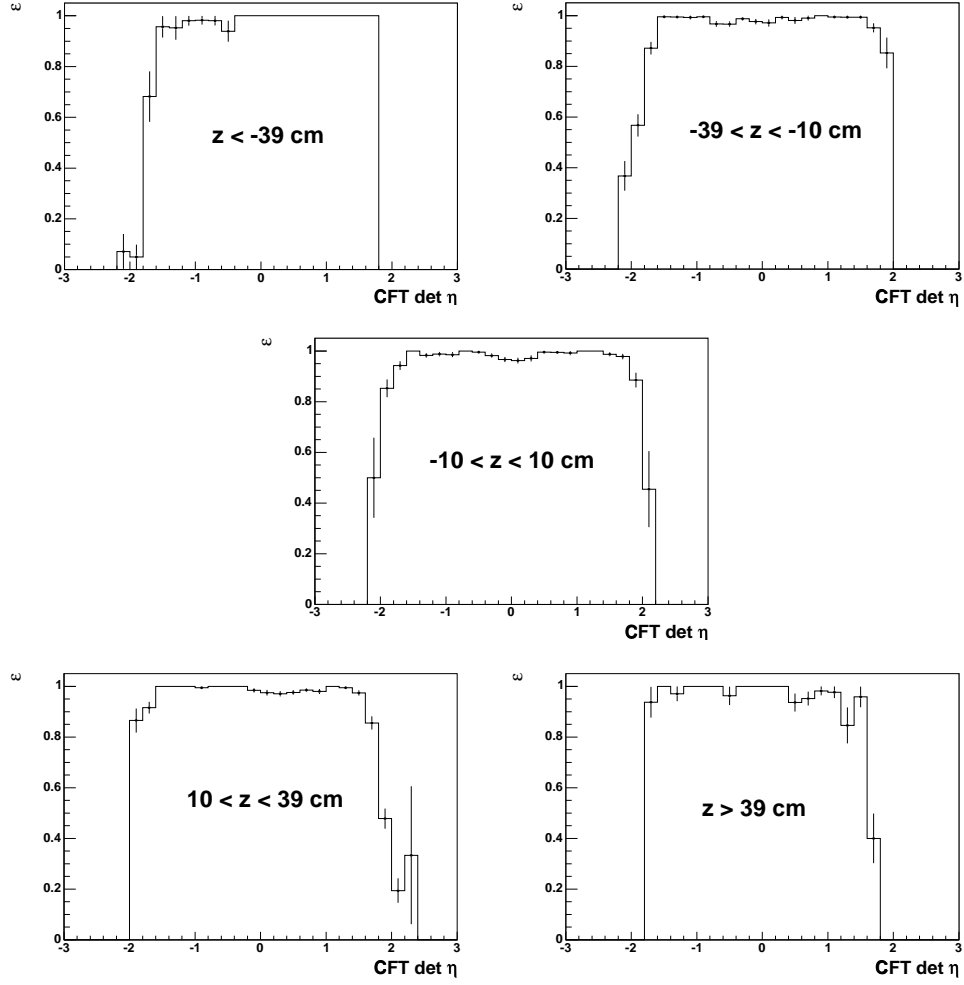 ε
1
0.8
0.6
0.4
0.2
0
-3 -2 -1 0 1 2 3
z < -39 cm
CFT det η
ε
1
0.8
0.6
0.4
0.2
0
-3 -2 -1 0 1 2 3
-39 < z < -10 cm
CFT det η
ε
1
0.8
0.6
0.4
0.2
0
-3 -2 -1 0 1 2 3
-10 < z < 10 cm
CFT det η
ε
1
0.8
0.6
0.4
0.2
0
-3 -2 -1 0 1 2 3
10 < z < 39 cm
CFT det η
ε
1
0.8
0.6
0.4
0.2
0
-3 -2 -1 0 1 2 3
z > 39 cm
CFT det η